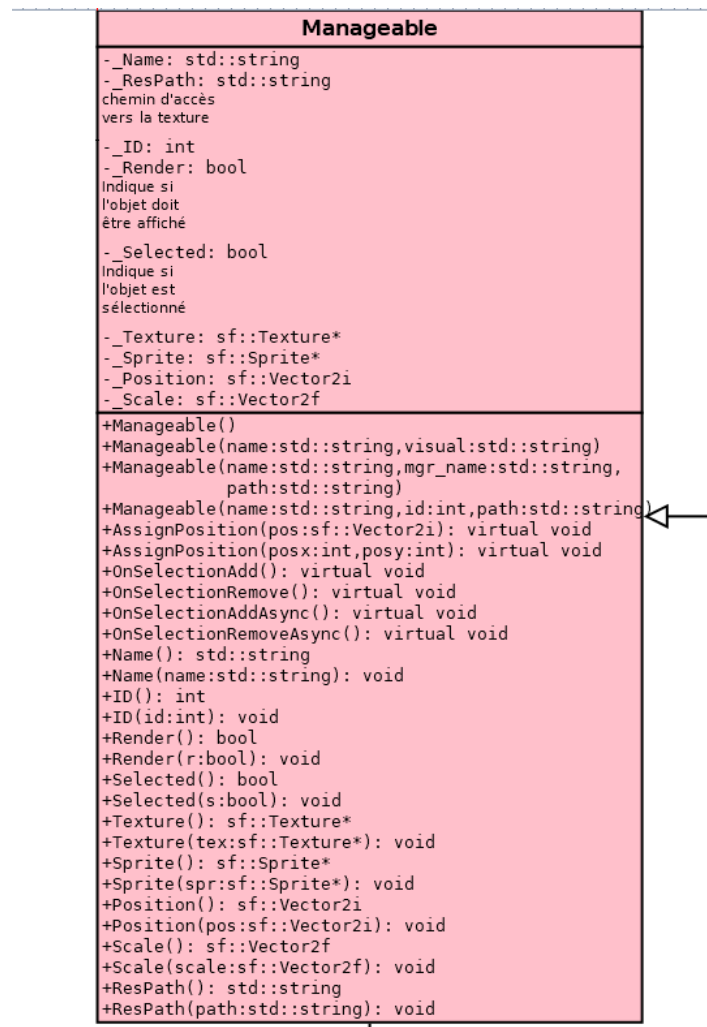 Manageable
-_Name: std::string
-_ResPath: std::string
chemin d'accès
vers la texture
-_ID: int
-_Render: bool
Indique si
l'objet doit
être affiché
-_Selected: bool
Indique si
l'objet est
sélectionné
-_Texture: sf::Texture*
-_Sprite: sf::Sprite*
-_Position: sf::Vector2i
-_Scale: sf::Vector2f
+Manageable()
+Manageable(name:std::string,visual:std::string)
+Manageable(name:std::string,mgr_name:std::string,
path:std::string)
+Manageable(name:std::string,id:int,path:std::string)
+AssignPosition(pos:sf::Vector2i): virtual void
+AssignPosition(posx:int,posy:int): virtual void
+OnSelectionAdd(): virtual void
+OnSelectionRemove(): virtual void
+OnSelectionAddAsync(): virtual void
+OnSelectionRemoveAsync(): virtual void
+Name(): std::string
+Name(name:std::string): void
+ID(): int
+ID(id:int): void
+Render(): bool
+Render(r:bool): void
+Selected(): bool
+Selected(s:bool): void
+Texture(): sf::Texture*
+Texture(tex:sf::Texture*): void
+Sprite(): sf::Sprite*
+Sprite(spr:sf::Sprite*): void
+Position(): sf::Vector2i
+Position(pos:sf::Vector2i): void
+Scale(): sf::Vector2f
+Scale(scale:sf::Vector2f): void
+ResPath(): std::string
+ResPath(path:std::string): void